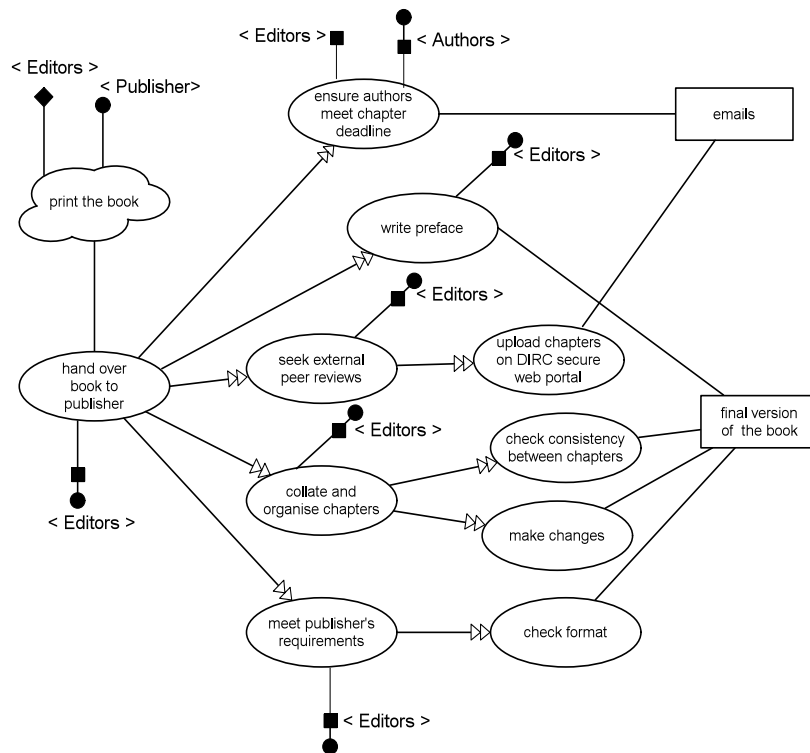 < Editors >
< Authors >
< Editors >
< Publisher>
ensure authors
meet chapter
deadline
emails
< Editors >
print the book
write preface
< Editors >
hand over
book to
publisher
seek external
peer reviews
upload chapters
on DIRC secure
web portal
final version
of the book
< Editors >
check consistency
between chapters
collate and
organise chapters
< Editors >
make changes
meet publisher's
requirements
check format
< Editors >